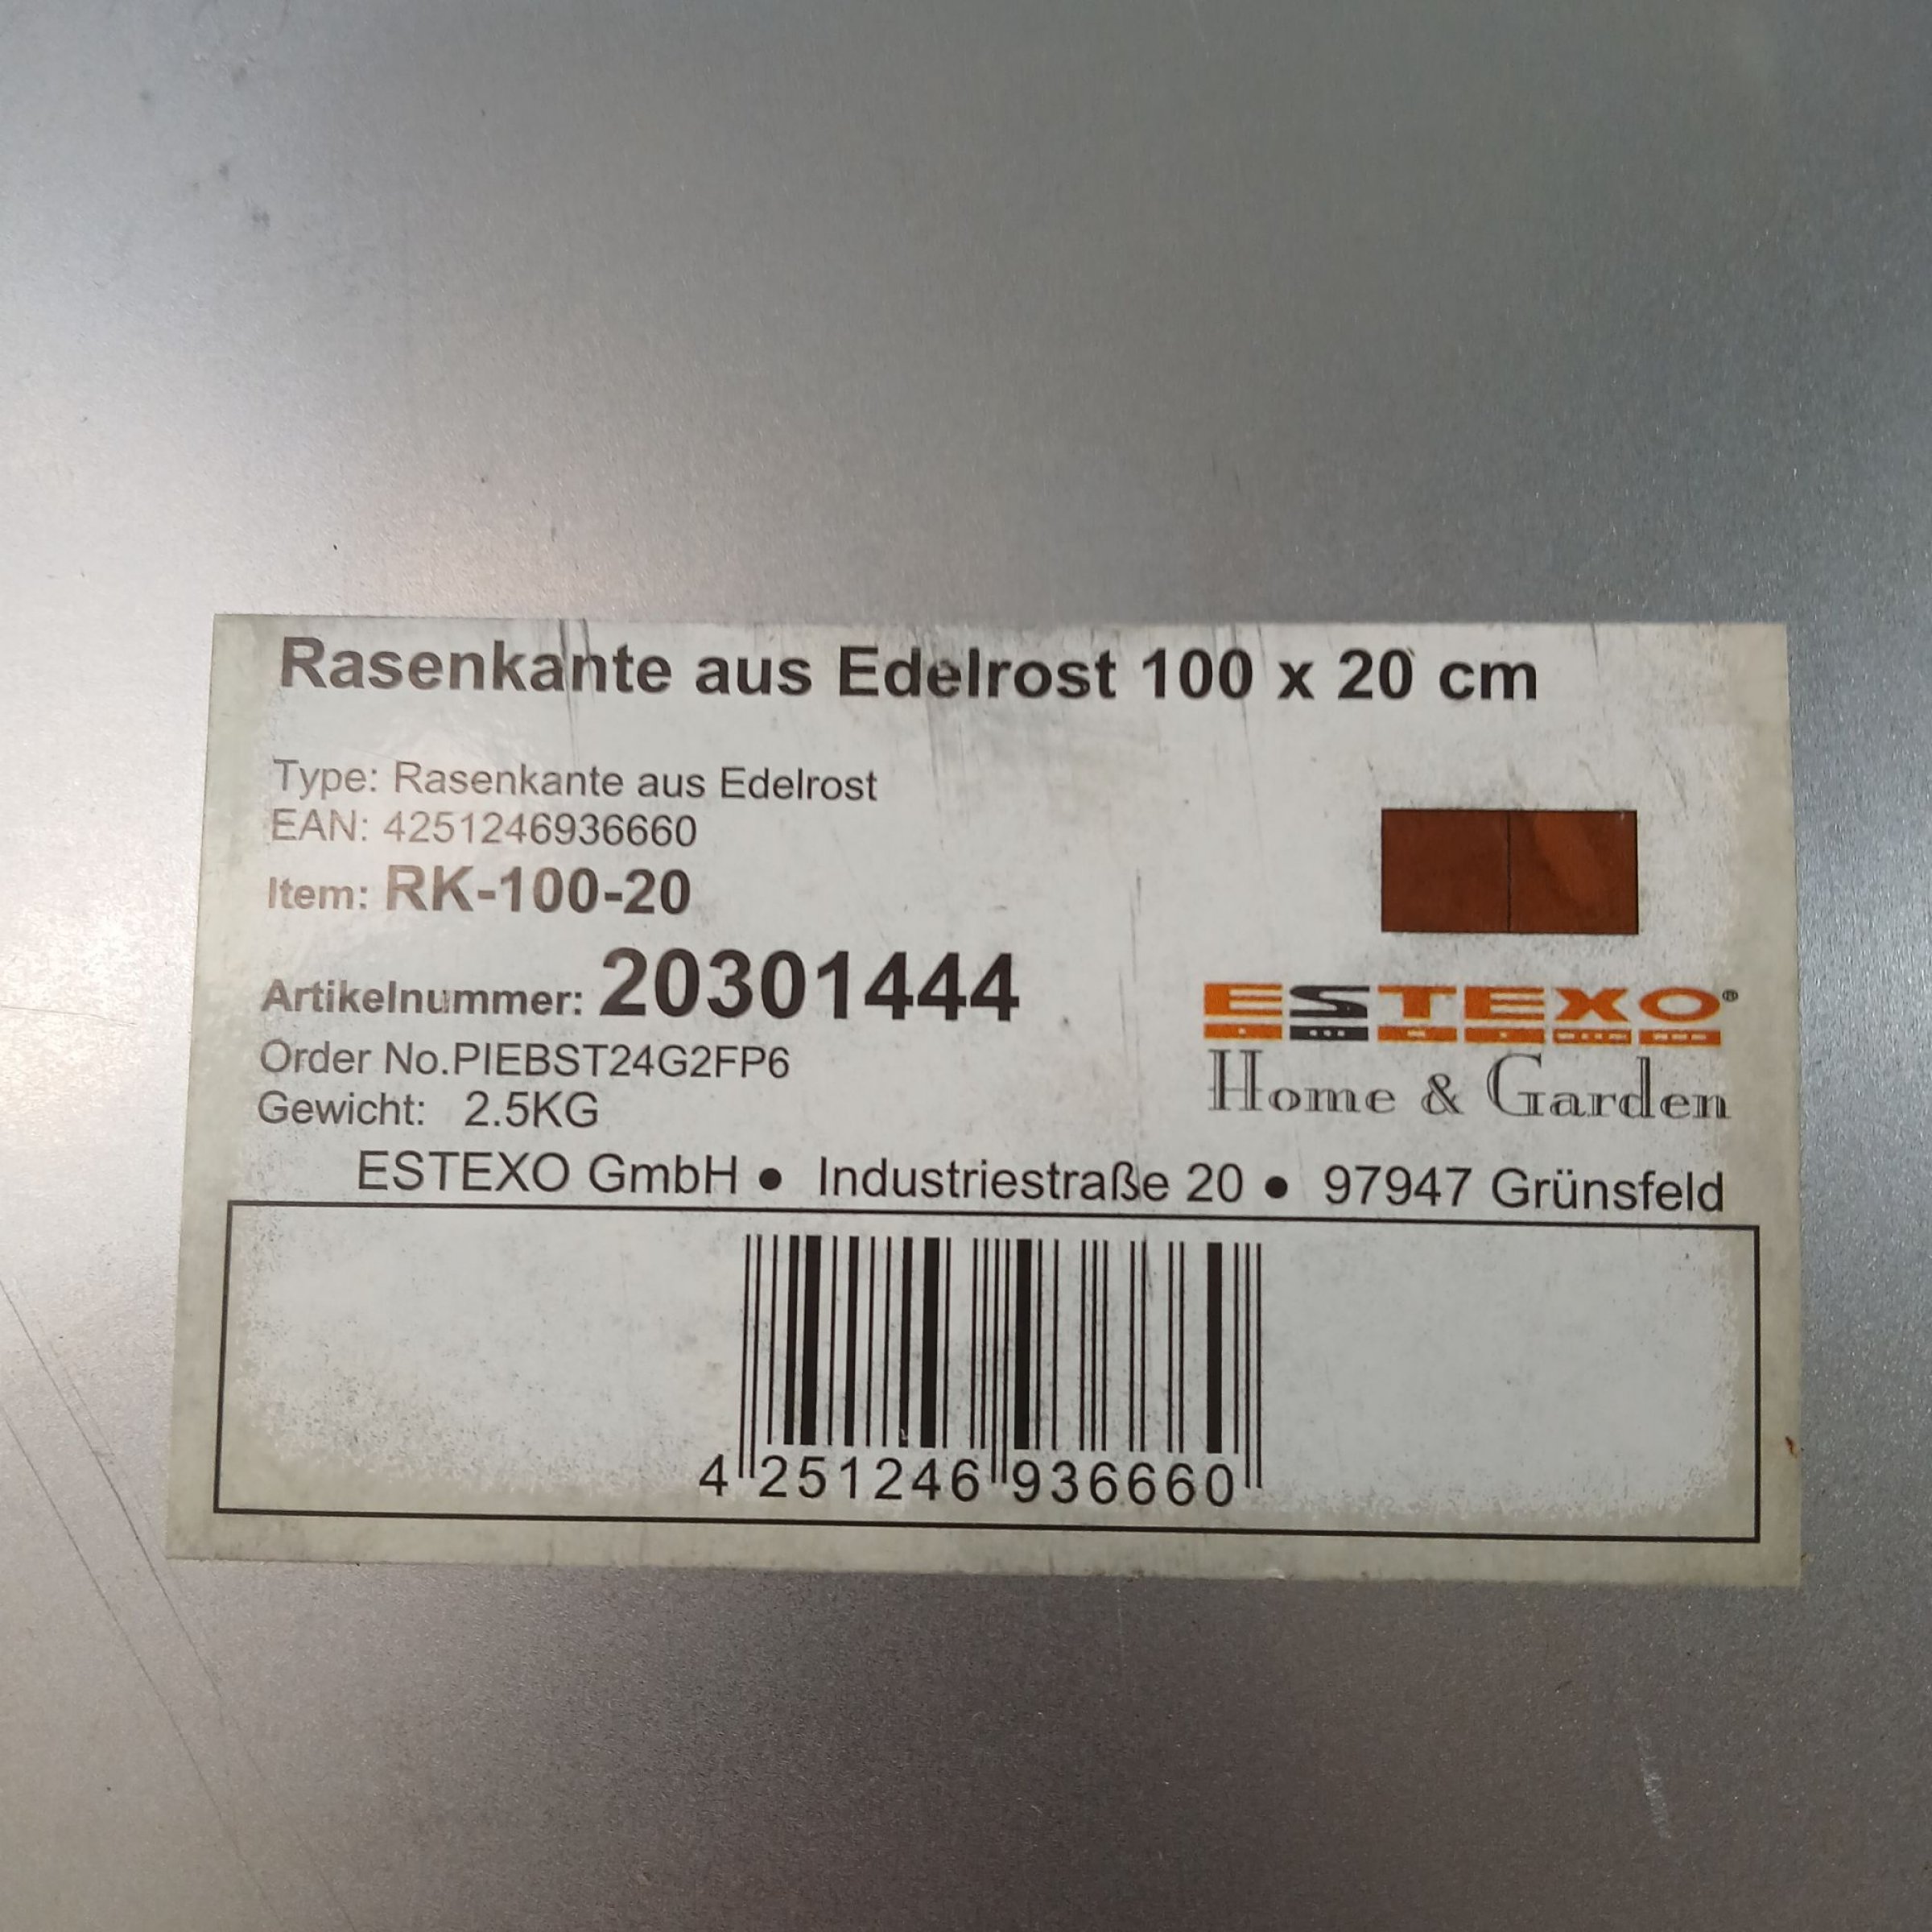 Rasenkante aus Edelrost 100 x 20 cm
Type: Rasenkante aus Edelrost
EAN: 4251246936660
Item: RK-100-20
Artikelnummer: 20301444
Order No.PIEBST24G2FP6
Gewicht: 2.5KG
ESTEXO®
Home & Garden
ESTEXO GmbH ● Industriestraße 20 ● 97947 Grünsfeld
4 251246 936660